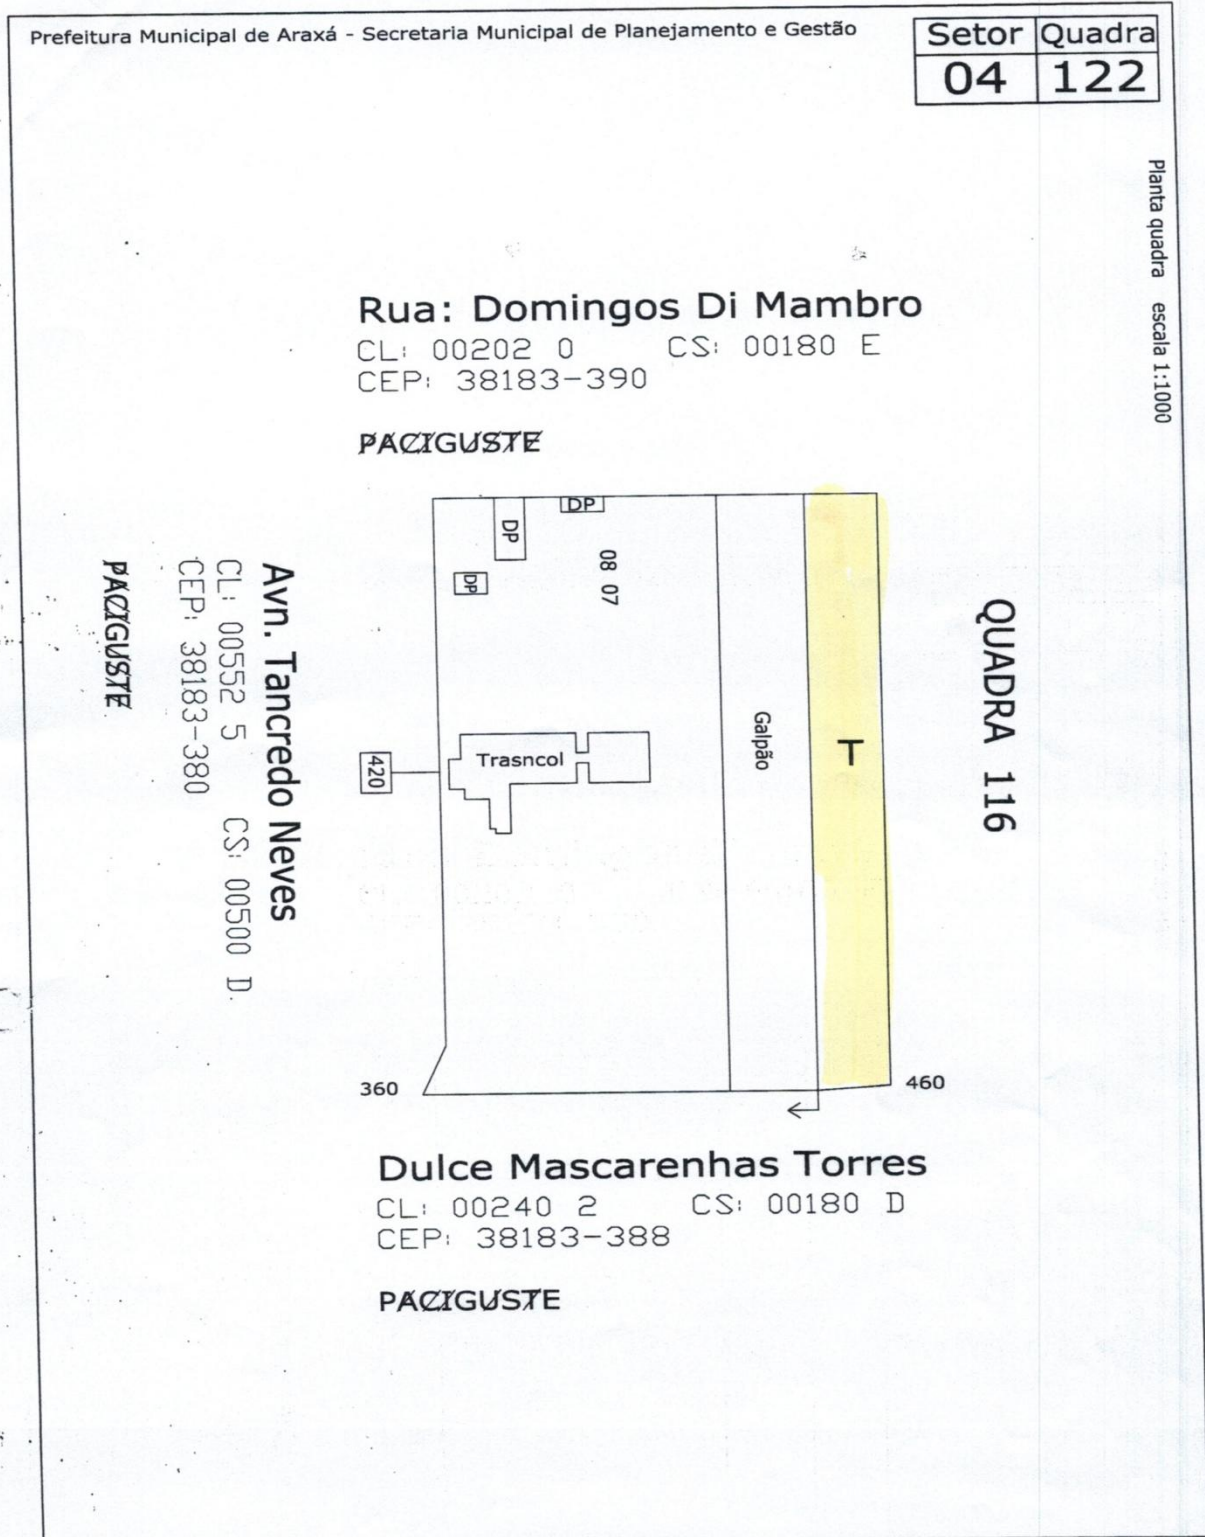 Prefeitura Municipal de Araxá - Secretaria Municipal de Planejamento e Gestão
Setor Quadra
04 122
Planta quadra escala 1:1000
Rua: Domingos Di Mambro
CL: 00202 0 CS: 00180 E
CEP: 38183-390
PACIGUSTE
DP
DP
DP
08 07
Avn. Tancredo Neves
CL: 00552 5 CS: 00500 D
CEP: 38183-380
PACIGUSTE
420
Trasncol
Galpão
T
QUADRA 116
360
460
Dulce Mascarenhas Torres
CL: 00240 2 CS: 00180 D
CEP: 38183-388
PACIGUSTE